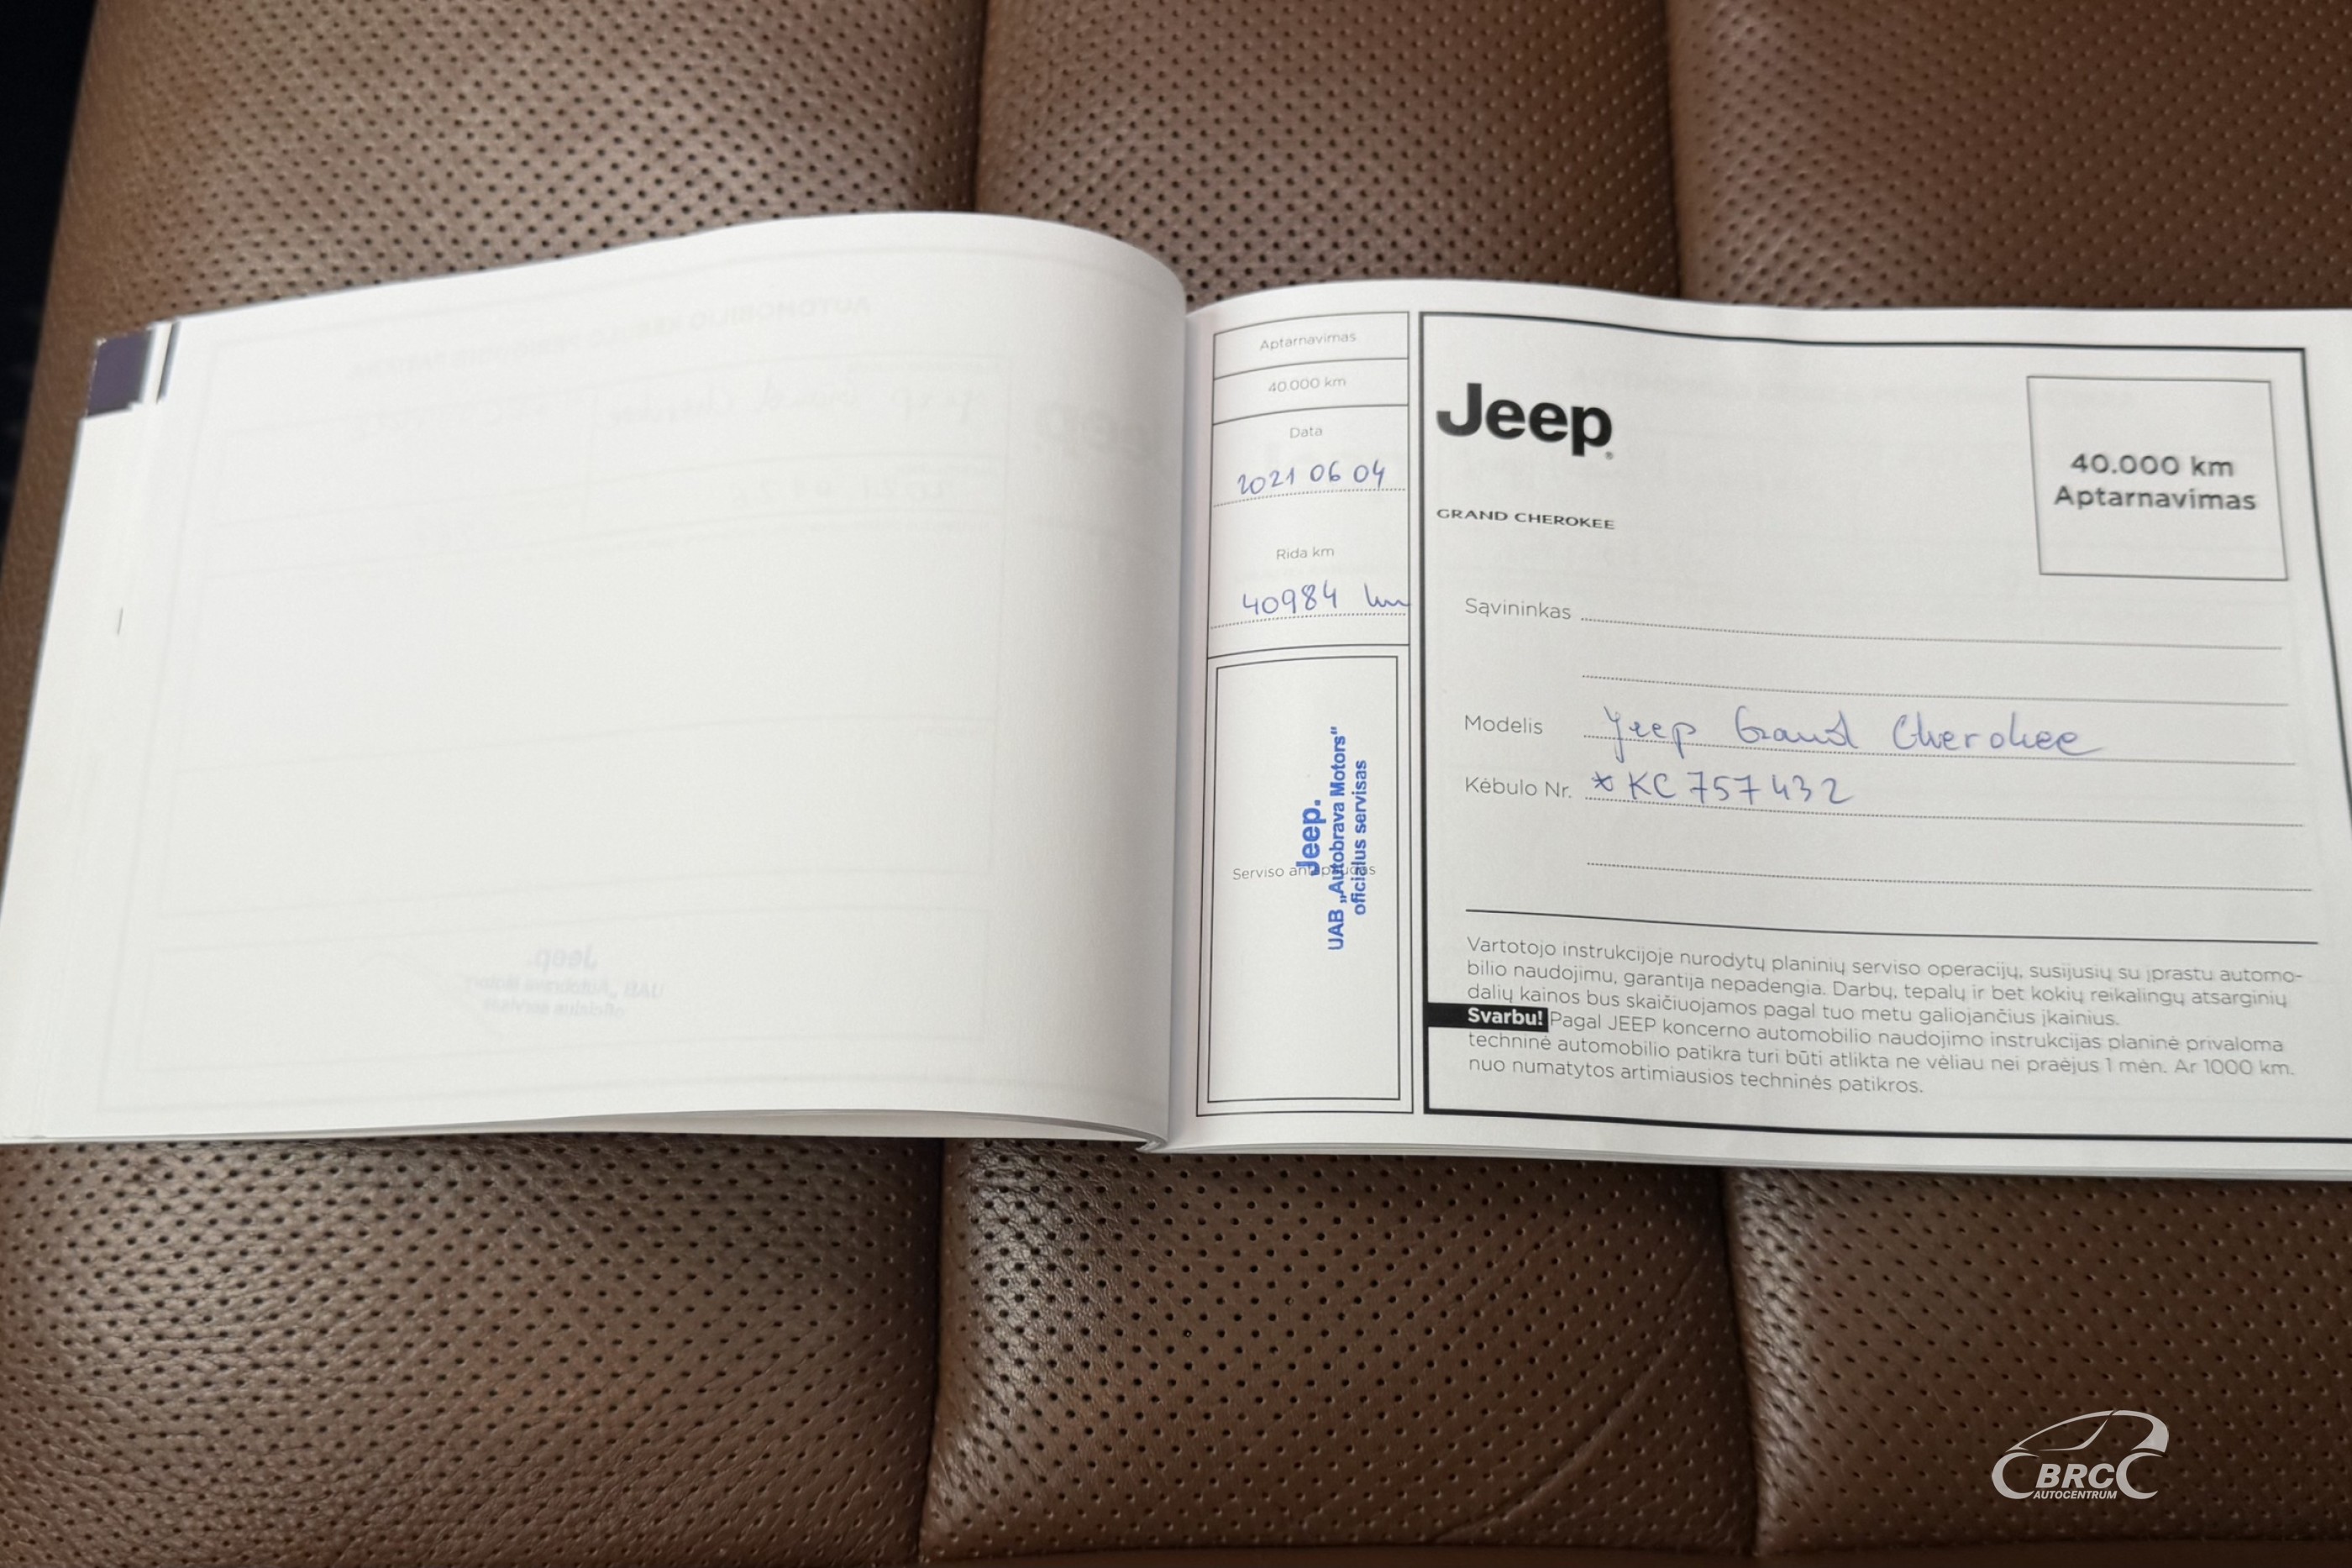 Aptarnavimas
40.000 km
Data
2021 06 04
Rida km
40984 km
Serviso antspaudas
Jeep.
UAB „Autobrava Motors"
oficialus servisas
Jeep
GRAND CHEROKEE
40.000 km
Aptarnavimas
Sąvininkas
Modelis Jeep Grand Cherokee
Kėbulo Nr. *KC757432
Vartotojo instrukcijoje nurodytų planinių serviso operacijų, susijusių su įprastu automo-
bilio naudojimu, garantija nepadengia. Darbų, tepalų ir bet kokių reikalingų atsarginių
dalių kainos bus skaičiuojamos pagal tuo metu galiojančius įkainius.
Svarbu! Pagal JEEP koncerno automobilio naudojimo instrukcijas planinė privaloma
techninė automobilio patikra turi būti atlikta ne vėliau nei praėjus 1 mėn. Ar 1000 km.
nuo numatytos artimiausios techninės patikros.
BRC
AUTOCENTRUM